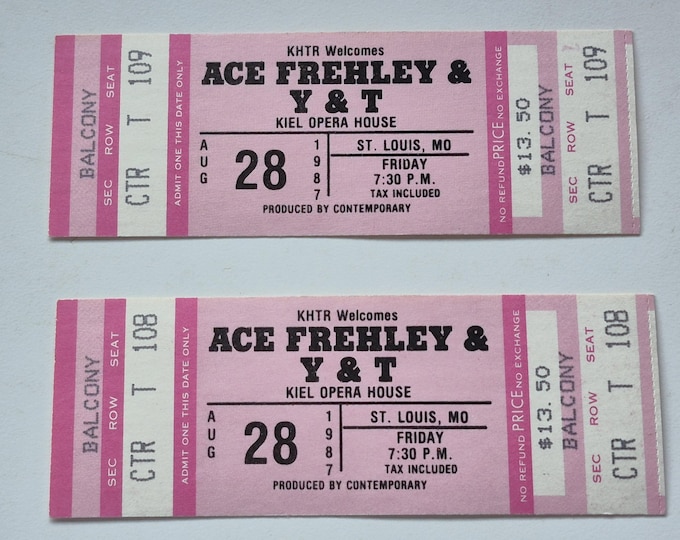 BALCONY
SEC ROW SEAT
CTR T 109
ADMIT ONE THIS DATE ONLY
KHTR Welcomes
ACE FREHLEY &
Y & T
KIEL OPERA HOUSE
AUG
28
1987
ST. LOUIS, MO
FRIDAY
7:30 P.M.
TAX INCLUDED
PRODUCED BY CONTEMPORARY
NO REFUND PRICE NO EXCHANGE
$13.50
BALCONY
SEC ROW SEAT
CTR T 109
BALCONY
SEC ROW SEAT
CTR T 108
ADMIT ONE THIS DATE ONLY
KHTR Welcomes
ACE FREHLEY &
Y & T
KIEL OPERA HOUSE
AUG
28
1987
ST. LOUIS, MO
FRIDAY
7:30 P.M.
TAX INCLUDED
PRODUCED BY CONTEMPORARY
NO REFUND PRICE NO EXCHANGE
$13.50
BALCONY
SEC ROW SEAT
CTR T 108